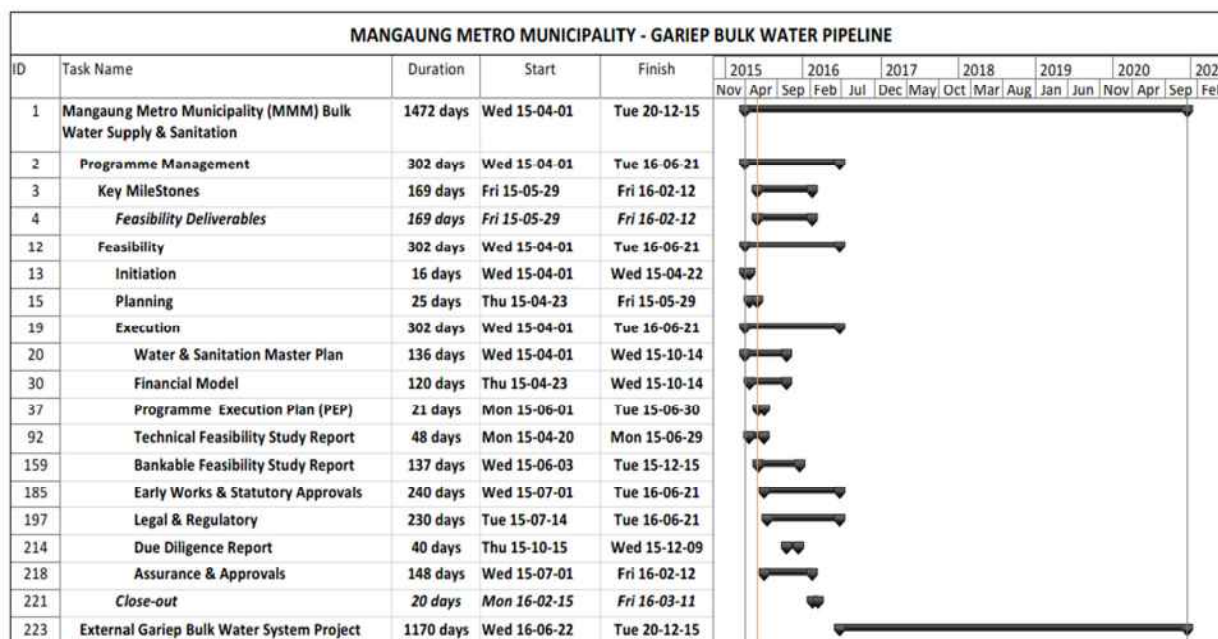 MANGAUNG METRO MUNICIPALITY - GARIEP BULK WATER PIPELINE
ID Task Name Duration Start Finish 2015 2016 2017 2018 2019 2020 202
Nov Apr Sep Feb Jul Dec May Oct Mar Aug Jan Jun Nov Apr Sep Feb
1 Mangaung Metro Municipality (MMM) Bulk 1472 days Wed 15-04-01 Tue 20-12-15
Water Supply & Sanitation
2 Programme Management 302 days Wed 15-04-01 Tue 16-06-21
3 Key MileStones 169 days Fri 15-05-29 Fri 16-02-12
4 Feasibility Deliverables 169 days Fri 15-05-29 Fri 16-02-12
12 Feasibility 302 days Wed 15-04-01 Tue 16-06-21
13 Initiation 16 days Wed 15-04-01 Wed 15-04-22
15 Planning 25 days Thu 15-04-23 Fri 15-05-29
19 Execution 302 days Wed 15-04-01 Tue 16-06-21
20 Water & Sanitation Master Plan 136 days Wed 15-04-01 Wed 15-10-14
30 Financial Model 120 days Thu 15-04-23 Wed 15-10-14
37 Programme Execution Plan (PEP) 21 days Mon 15-06-01 Tue 15-06-30
92 Technical Feasibility Study Report 48 days Mon 15-04-20 Mon 15-06-29
159 Bankable Feasibility Study Report 137 days Wed 15-06-03 Tue 15-12-15
185 Early Works & Statutory Approvals 240 days Wed 15-07-01 Tue 16-06-21
197 Legal & Regulatory 230 days Tue 15-07-14 Tue 16-06-21
214 Due Diligence Report 40 days Thu 15-10-15 Wed 15-12-09
218 Assurance & Approvals 148 days Wed 15-07-01 Fri 16-02-12
221 Close-out 20 days Mon 16-02-15 Fri 16-03-11
223 External Gariep Bulk Water System Project 1170 days Wed 16-06-22 Tue 20-12-15